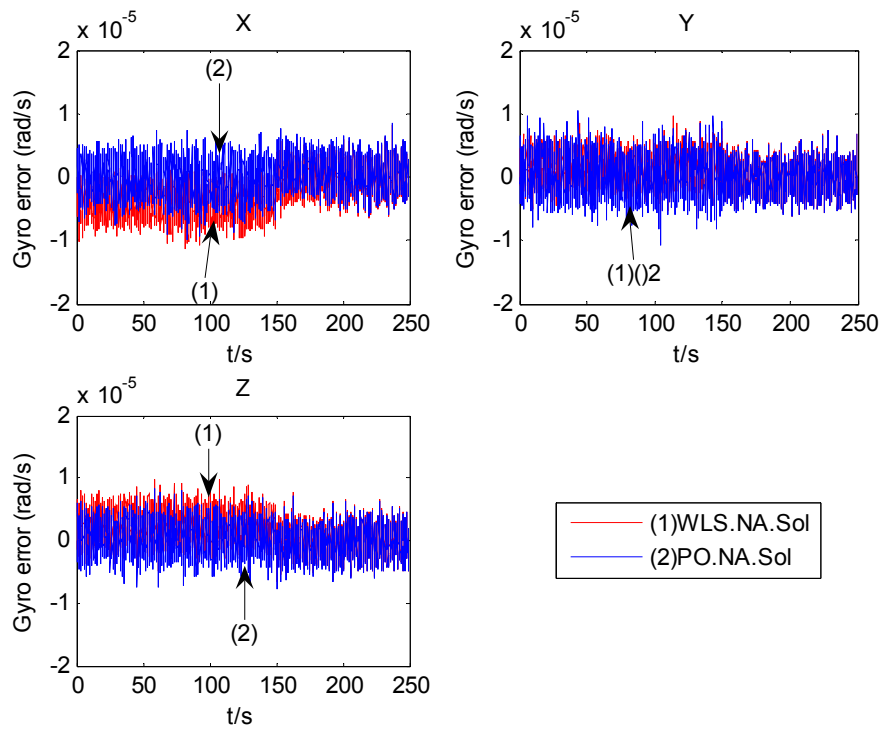 X
x 10^-5
Gyro error (rad/s)
2
1
0
-1
-2
(2)
(1)
0 50 100 150 200 250
t/s
Y
x 10^-5
Gyro error (rad/s)
2
1
0
-1
-2
(1)()2
0 50 100 150 200 250
t/s
Z
x 10^-5
Gyro error (rad/s)
2
1
0
-1
-2
(1)
(2)
0 50 100 150 200 250
t/s
(1)WLS.NA.Sol
(2)PO.NA.Sol